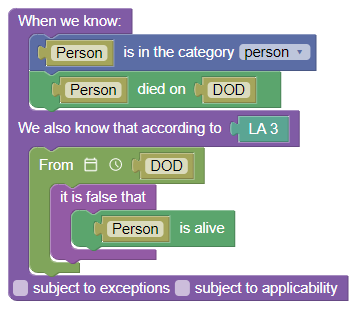 When we know:
Person is in the category person
Person died on DOD
We also know that according to LA 3
From DOD
it is false that
Person is alive
subject to exceptions subject to applicability